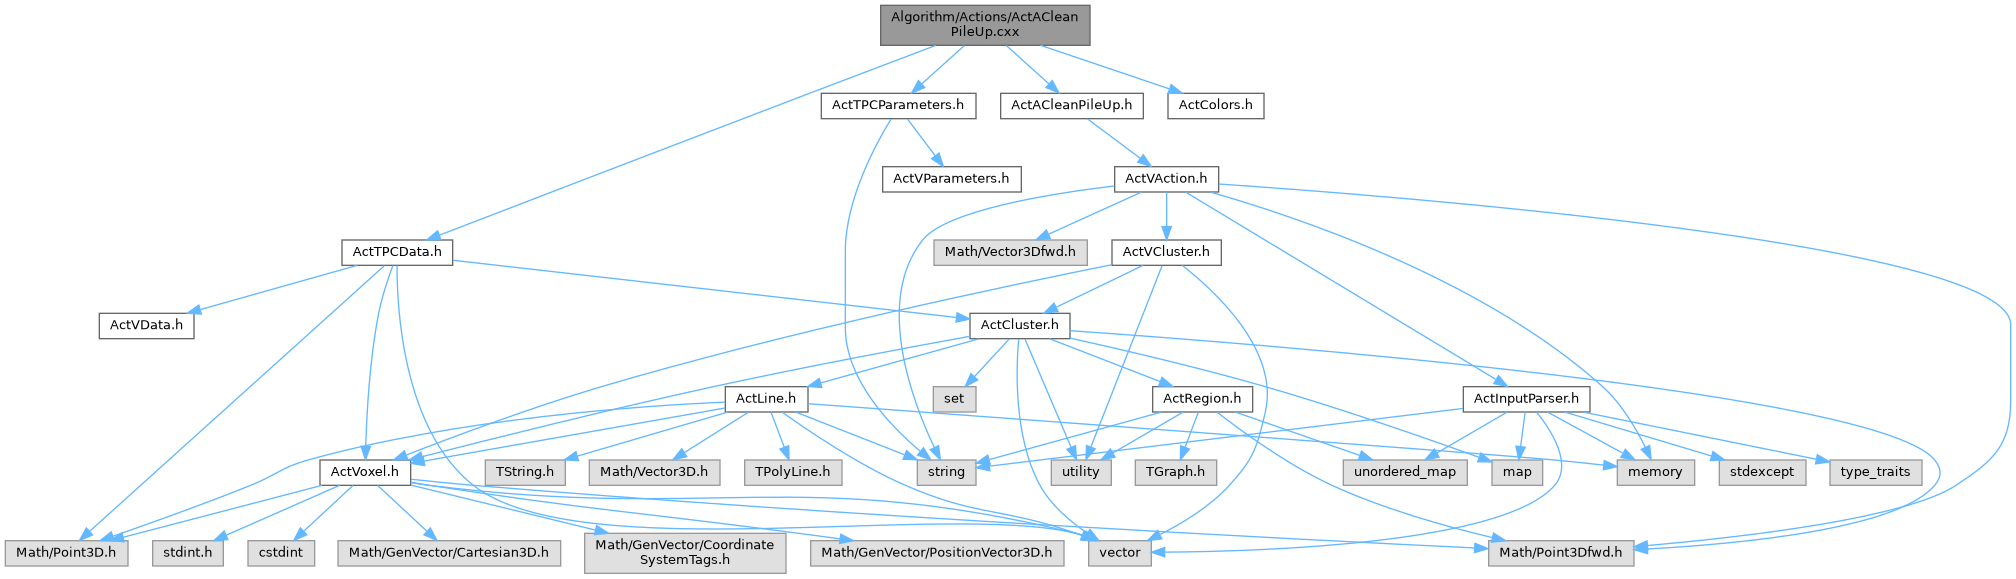 Algorithm/Actions/ActAClean
PileUp.cxx
ActTPCParameters.h
ActACleanPileUp.h
ActColors.h
ActVParameters.h
ActVAction.h
ActTPCData.h
Math/Vector3Dfwd.h
ActVCluster.h
ActVData.h
ActCluster.h
ActLine.h
set
ActRegion.h
ActInputParser.h
ActVoxel.h
TString.h
Math/Vector3D.h
TPolyLine.h
string
utility
TGraph.h
unordered_map
map
memory
stdexcept
type_traits
Math/Point3D.h
stdint.h
cstdint
Math/GenVector/Cartesian3D.h
Math/GenVector/Coordinate
SystemTags.h
Math/GenVector/PositionVector3D.h
vector
Math/Point3Dfwd.h